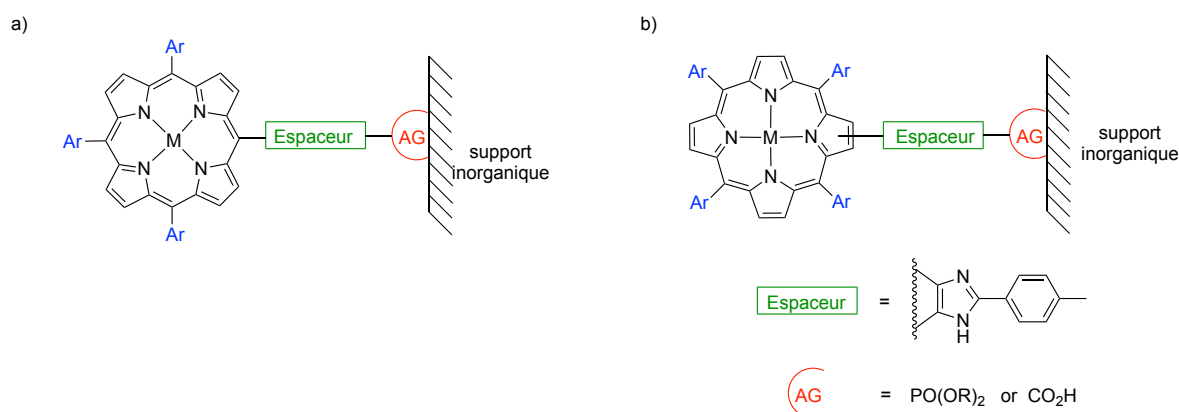 a)
Ar
Ar
Ar
N
N
N
N
M
Espaceur
AG
support
inorganique
b)
Ar
Ar
Ar
Ar
N
N
N
N
M
Espaceur
AG
support
inorganique
Espaceur
=
N
N
H
AG
= PO(OR)2 or CO2H